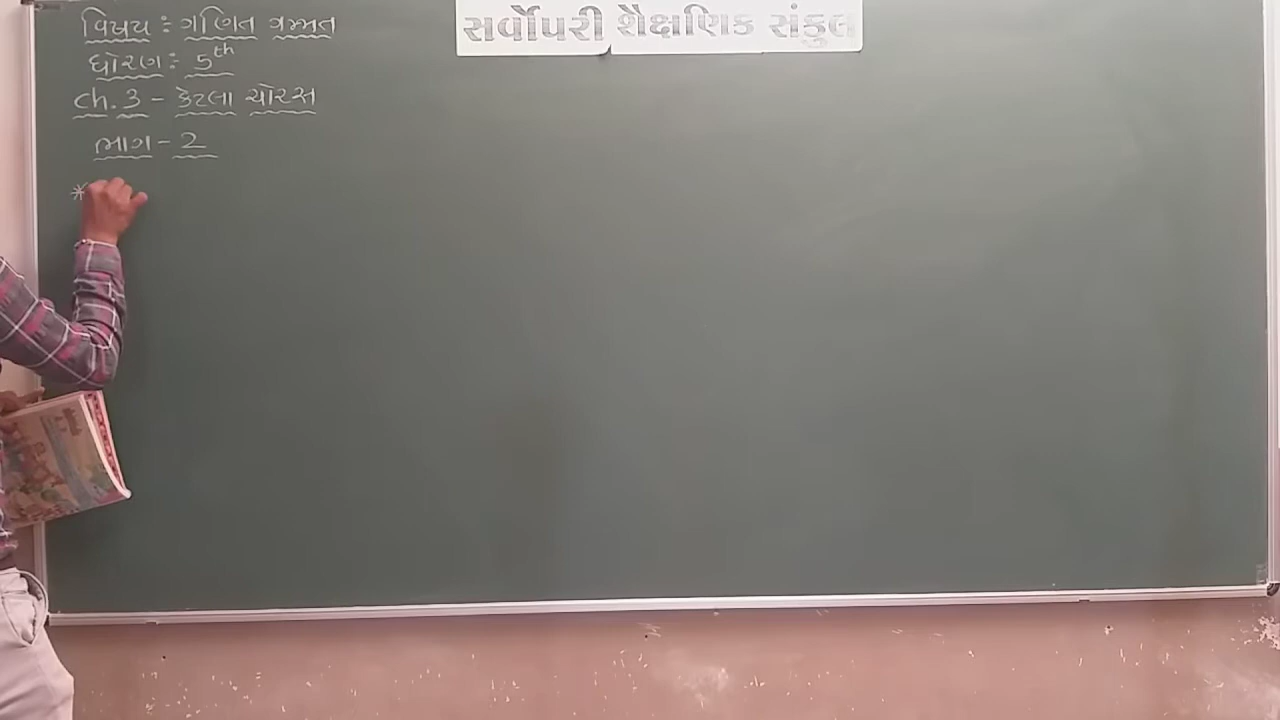 સર્વોપરી શૈક્ષણિક સંકુલ
વિષય : ગણિત ગમ્મત
ધોરણ : 5th
ch. 3 - કેટલા ચોરસ
ભાગ - 2
*